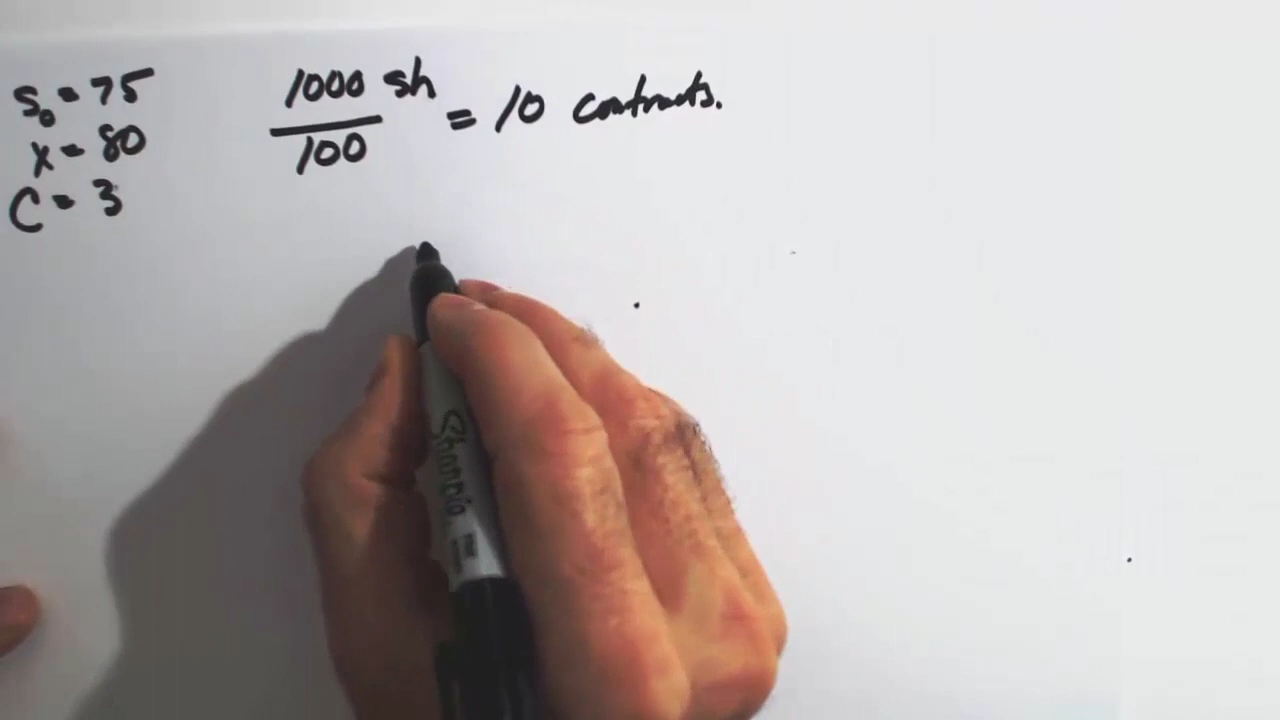 S₀ = 75
X = 80
C = 3
1000 sh
100
= 10 contracts.
Sharpie